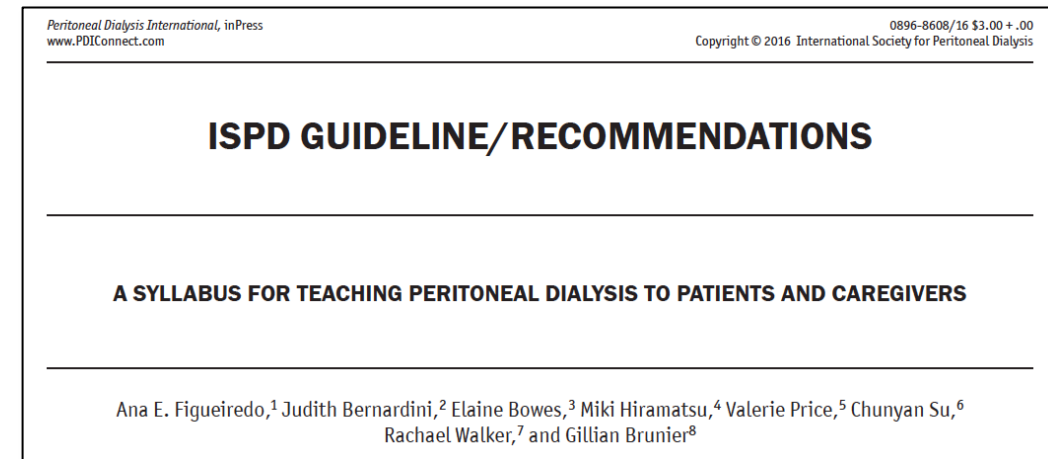 Peritoneal Dialysis International, inPress
www.PDIConnect.com
0896-8608/16 $3.00 + .00
Copyright © 2016 International Society for Peritoneal Dialysis
ISPD GUIDELINE/RECOMMENDATIONS
A SYLLABUS FOR TEACHING PERITONEAL DIALYSIS TO PATIENTS AND CAREGIVERS
Ana E. Figueiredo,¹ Judith Bernardini,² Elaine Bowes,³ Miki Hiramatsu,⁴ Valerie Price,⁵ Chunyan Su,⁶
Rachael Walker,⁷ and Gillian Brunier⁸